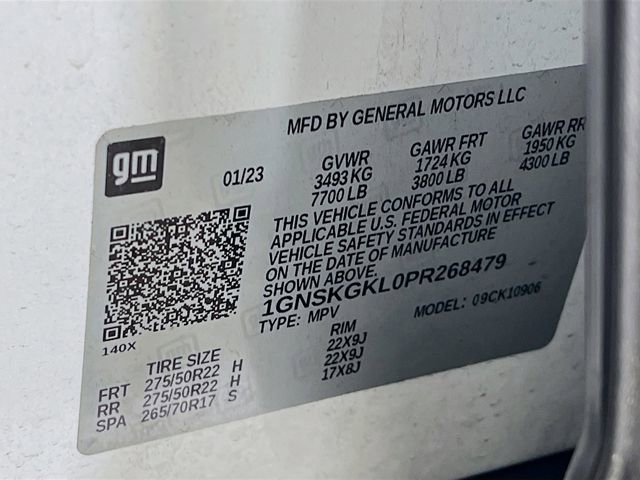 MFD BY GENERAL MOTORS LLC
gm
01/23
GVWR GAWR FRT GAWR RR
3493 KG 1724 KG 1950 KG
7700 LB 3800 LB 4300 LB
THIS VEHICLE CONFORMS TO ALL
APPLICABLE U.S. FEDERAL MOTOR
VEHICLE SAFETY STANDARDS IN EFFECT
ON THE DATE OF MANUFACTURE
SHOWN ABOVE.
1GNSKGKL0PR268479
TYPE: MPV MODEL: 09CK10906
140X
TIRE SIZE RIM
FRT 275/50R22 H 22X9J
RR 275/50R22 H 22X9J
SPA 265/70R17 S 17X8J